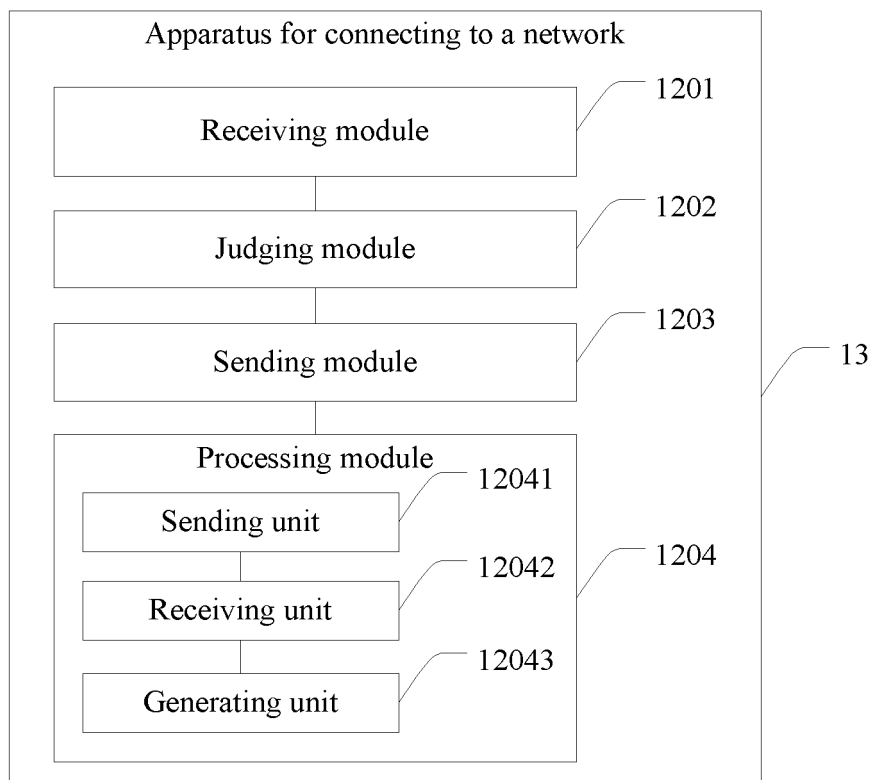 Apparatus for connecting to a network
1201
Receiving module
1202
Judging module
1203
Sending module
13
Processing module
12041
Sending unit
12042
1204
Receiving unit
12043
Generating unit